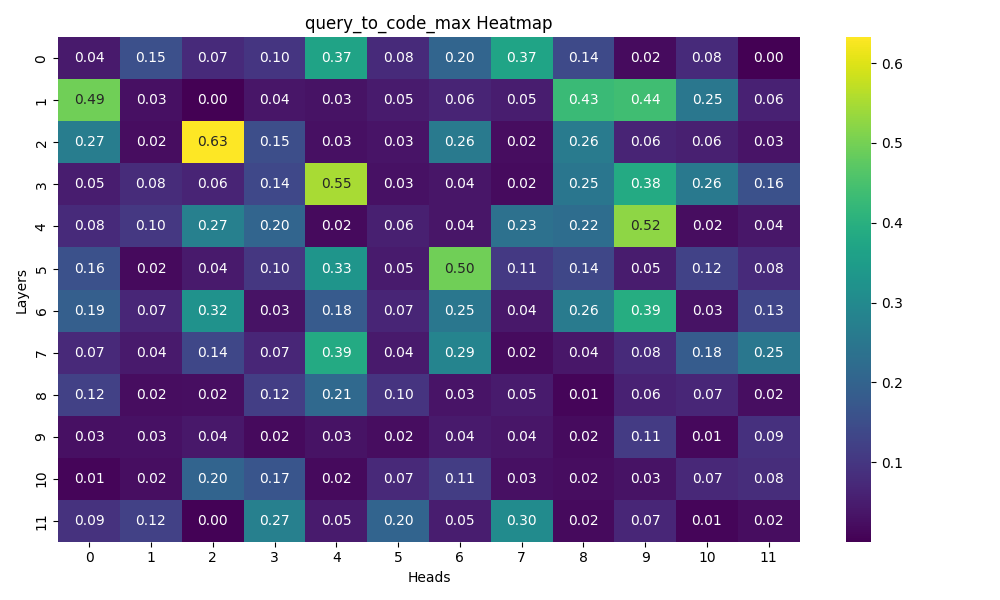 query_to_code_max Heatmap
0 0.04 0.15 0.07 0.10 0.37 0.08 0.20 0.37 0.14 0.02 0.08 0.00
1 0.49 0.03 0.00 0.04 0.03 0.05 0.06 0.05 0.43 0.44 0.25 0.06
2 0.27 0.02 0.63 0.15 0.03 0.03 0.26 0.02 0.26 0.06 0.06 0.03
3 0.05 0.08 0.06 0.14 0.55 0.03 0.04 0.02 0.25 0.38 0.26 0.16
4 0.08 0.10 0.27 0.20 0.02 0.06 0.04 0.23 0.22 0.52 0.02 0.04
5 0.16 0.02 0.04 0.10 0.33 0.05 0.50 0.11 0.14 0.05 0.12 0.08
6 0.19 0.07 0.32 0.03 0.18 0.07 0.25 0.04 0.26 0.39 0.03 0.13
7 0.07 0.04 0.14 0.07 0.39 0.04 0.29 0.02 0.04 0.08 0.18 0.25
8 0.12 0.02 0.02 0.12 0.21 0.10 0.03 0.05 0.01 0.06 0.07 0.02
9 0.03 0.03 0.04 0.02 0.03 0.02 0.04 0.04 0.02 0.11 0.01 0.09
10 0.01 0.02 0.20 0.17 0.02 0.07 0.11 0.03 0.02 0.03 0.07 0.08
11 0.09 0.12 0.00 0.27 0.05 0.20 0.05 0.30 0.02 0.07 0.01 0.02
0 1 2 3 4 5 6 7 8 9 10 11
Heads
Layers
0.6
0.5
0.4
0.3
0.2
0.1